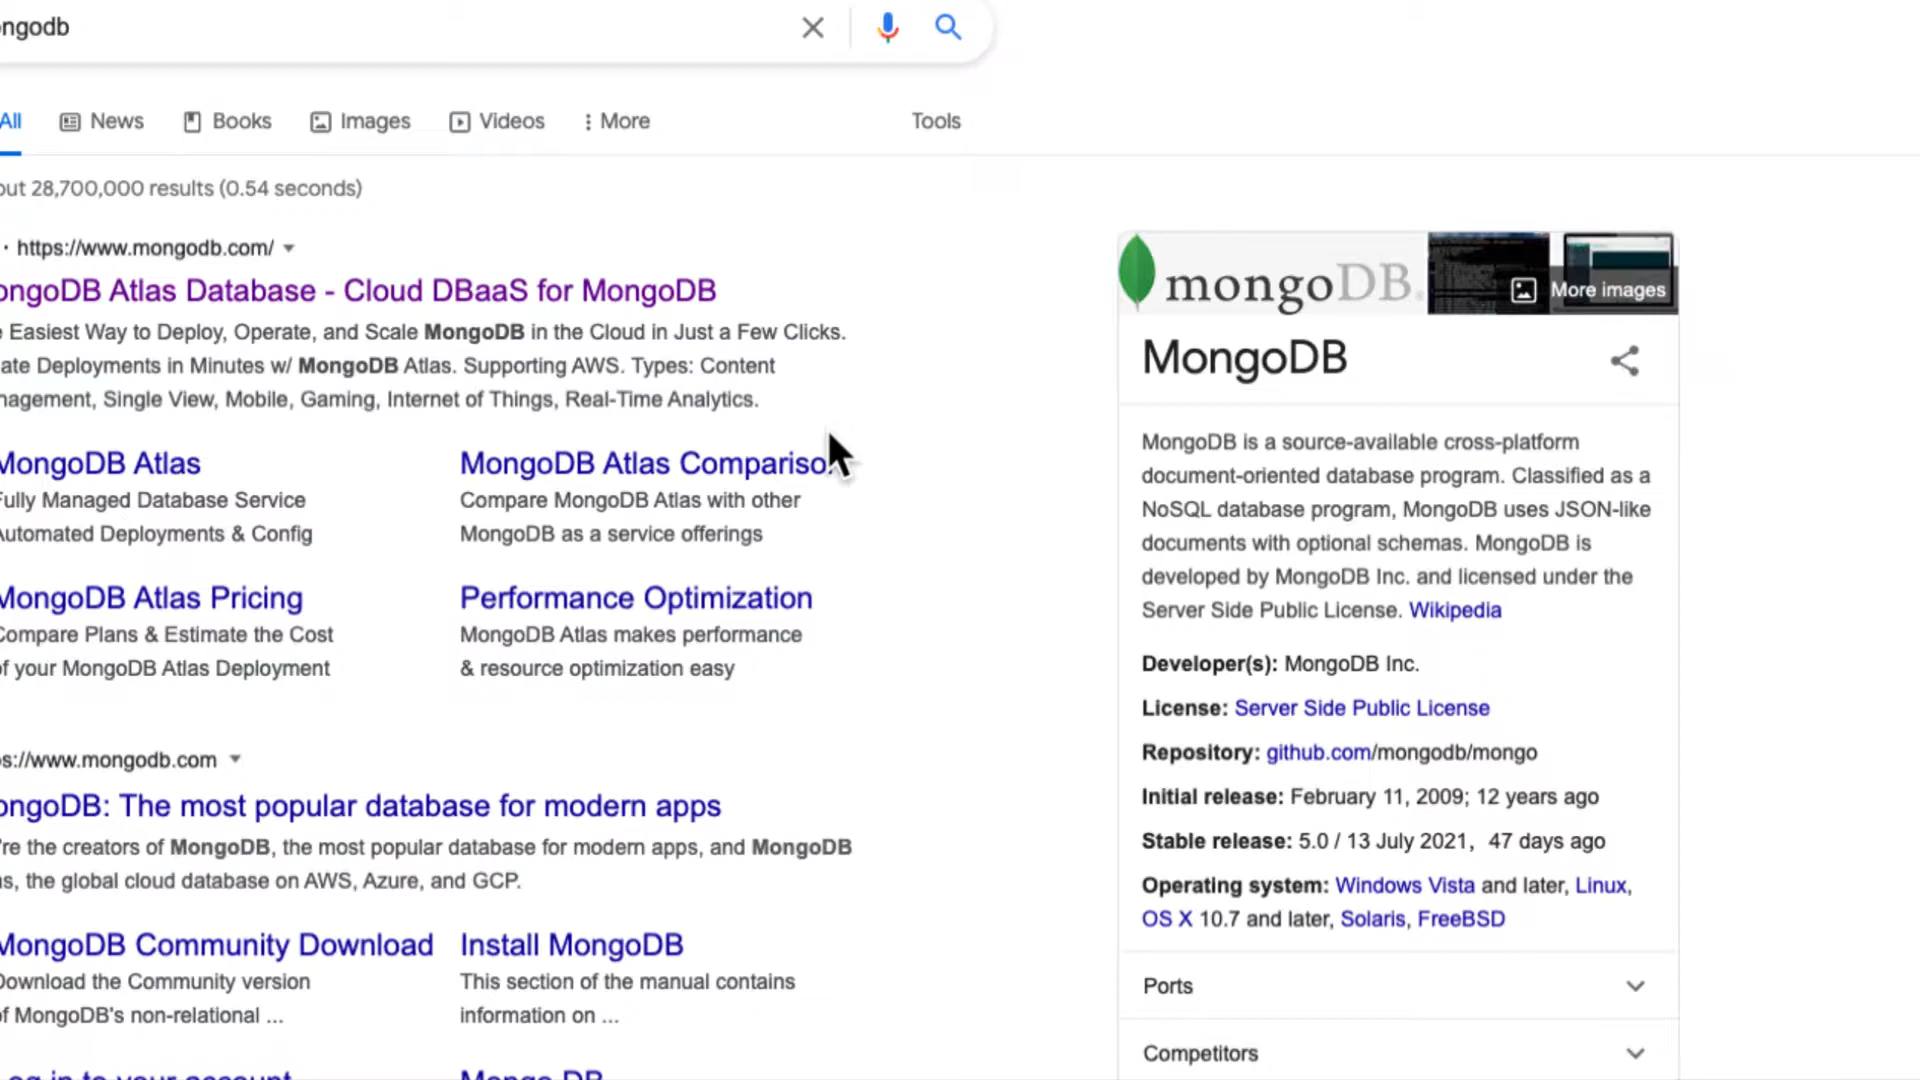 ngodb
All News Books Images Videos More Tools
out 28,700,000 results (0.54 seconds)
· https://www.mongodb.com/
ongoDB Atlas Database - Cloud DBaaS for MongoDB
e Easiest Way to Deploy, Operate, and Scale MongoDB in the Cloud in Just a Few Clicks.
ate Deployments in Minutes w/ MongoDB Atlas. Supporting AWS. Types: Content
nagement, Single View, Mobile, Gaming, Internet of Things, Real-Time Analytics.
MongoDB Atlas
Fully Managed Database Service
Automated Deployments & Config
MongoDB Atlas Compariso
Compare MongoDB Atlas with other
MongoDB as a service offerings
MongoDB Atlas Pricing
Compare Plans & Estimate the Cost
of your MongoDB Atlas Deployment
Performance Optimization
MongoDB Atlas makes performance
& resource optimization easy
s://www.mongodb.com
ongoDB: The most popular database for modern apps
're the creators of MongoDB, the most popular database for modern apps, and MongoDB
as, the global cloud database on AWS, Azure, and GCP.
MongoDB Community Download
Download the Community version
of MongoDB's non-relational ...
Install MongoDB
This section of the manual contains
information on ...
Log in to your account
Mongo DB
mongoDB
More images
MongoDB
MongoDB is a source-available cross-platform
document-oriented database program. Classified as a
NoSQL database program, MongoDB uses JSON-like
documents with optional schemas. MongoDB is
developed by MongoDB Inc. and licensed under the
Server Side Public License. Wikipedia
Developer(s): MongoDB Inc.
License: Server Side Public License
Repository: github.com/mongodb/mongo
Initial release: February 11, 2009; 12 years ago
Stable release: 5.0 / 13 July 2021, 47 days ago
Operating system: Windows Vista and later, Linux,
OS X 10.7 and later, Solaris, FreeBSD
Ports
Competitors